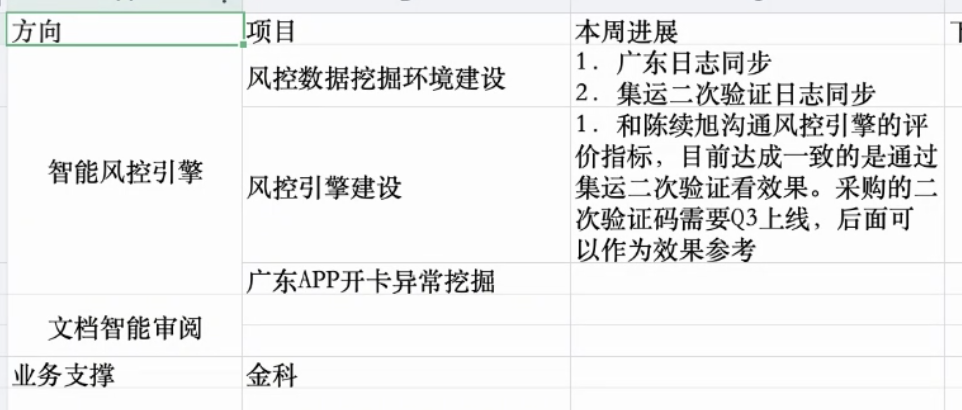 方向 项目 本周进展
风控数据挖掘环境建设
1. 广东日志同步
2. 集运二次验证日志同步
智能风控引擎
风控引擎建设
1. 和陈续旭沟通风控引擎的评
价指标，目前达成一致的是通过
集运二次验证看效果。采购的二
次验证码需要Q3上线，后面可
以作为效果参考
广东APP开卡异常挖掘
文档智能审阅
业务支撑 金科